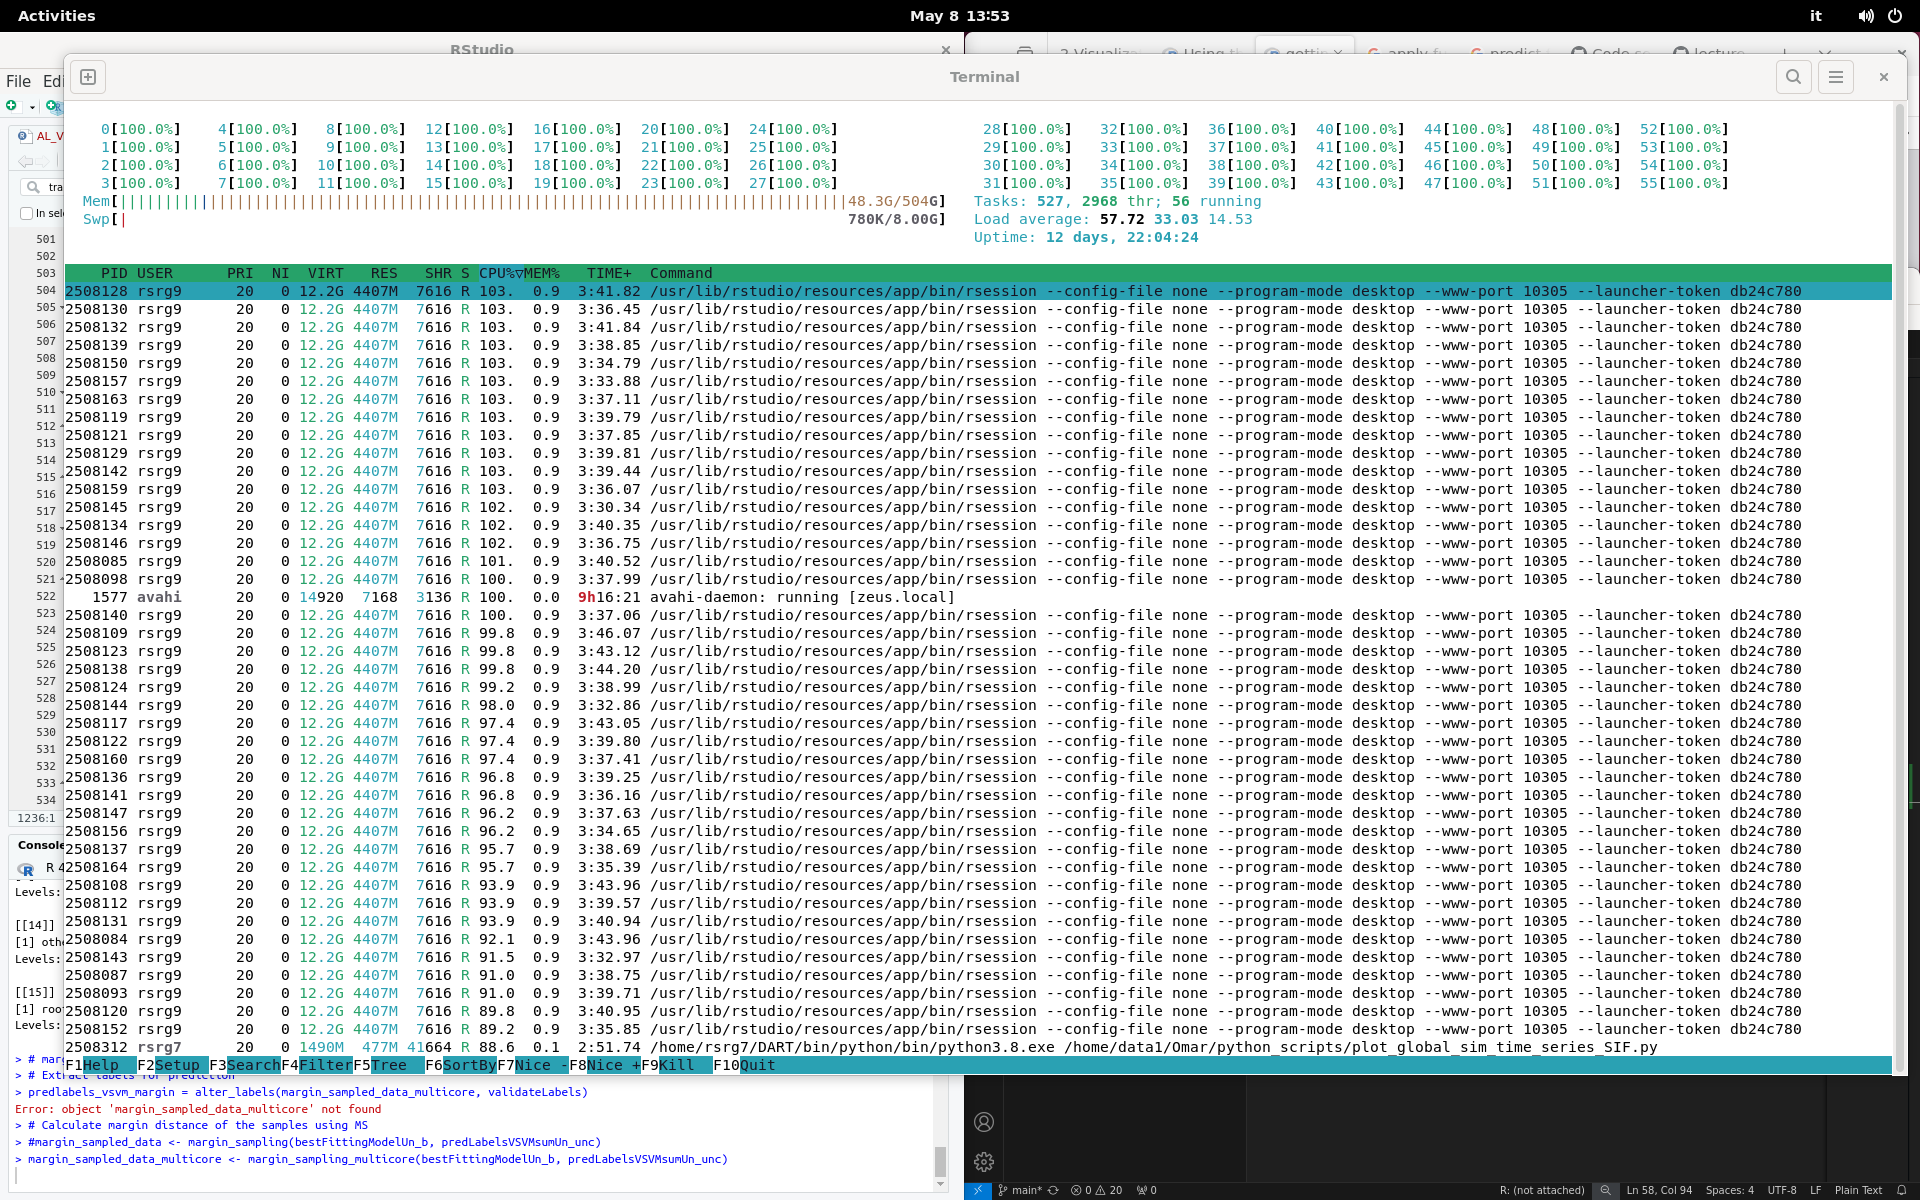 Activities
May 8 13:53
it
RStudio
File Edi
Terminal
2 Visualiza
Using t
gettin
apply fu
predict
Code s
lecture
AL_V
tra
In sele
0[100.0%] 4[100.0%] 8[100.0%] 12[100.0%] 16[100.0%] 20[100.0%] 24[100.0%] 28[100.0%] 32[100.0%] 36[100.0%] 40[100.0%] 44[100.0%] 48[100.0%] 52[100.0%]
1[100.0%] 5[100.0%] 9[100.0%] 13[100.0%] 17[100.0%] 21[100.0%] 25[100.0%] 29[100.0%] 33[100.0%] 37[100.0%] 41[100.0%] 45[100.0%] 49[100.0%] 53[100.0%]
2[100.0%] 6[100.0%] 10[100.0%] 14[100.0%] 18[100.0%] 22[100.0%] 26[100.0%] 30[100.0%] 34[100.0%] 38[100.0%] 42[100.0%] 46[100.0%] 50[100.0%] 54[100.0%]
3[100.0%] 7[100.0%] 11[100.0%] 15[100.0%] 19[100.0%] 23[100.0%] 27[100.0%] 31[100.0%] 35[100.0%] 39[100.0%] 43[100.0%] 47[100.0%] 51[100.0%] 55[100.0%]
Mem[48.3G/504G] Tasks: 527, 2968 thr; 56 running
Swp[780K/8.00G] Load average: 57.72 33.03 14.53
Uptime: 12 days, 22:04:24
PID USER PRI NI VIRT RES SHR S CPU%▽MEM% TIME+ Command
2508128 rsrg9 20 0 12.2G 4407M 7616 R 103. 0.9 3:41.82 /usr/lib/rstudio/resources/app/bin/rsession --config-file none --program-mode desktop --www-port 10305 --launcher-token db24c780
2508130 rsrg9 20 0 12.2G 4407M 7616 R 103. 0.9 3:36.45 /usr/lib/rstudio/resources/app/bin/rsession --config-file none --program-mode desktop --www-port 10305 --launcher-token db24c780
2508132 rsrg9 20 0 12.2G 4407M 7616 R 103. 0.9 3:41.84 /usr/lib/rstudio/resources/app/bin/rsession --config-file none --program-mode desktop --www-port 10305 --launcher-token db24c780
2508139 rsrg9 20 0 12.2G 4407M 7616 R 103. 0.9 3:38.85 /usr/lib/rstudio/resources/app/bin/rsession --config-file none --program-mode desktop --www-port 10305 --launcher-token db24c780
2508150 rsrg9 20 0 12.2G 4407M 7616 R 103. 0.9 3:34.79 /usr/lib/rstudio/resources/app/bin/rsession --config-file none --program-mode desktop --www-port 10305 --launcher-token db24c780
2508157 rsrg9 20 0 12.2G 4407M 7616 R 103. 0.9 3:33.88 /usr/lib/rstudio/resources/app/bin/rsession --config-file none --program-mode desktop --www-port 10305 --launcher-token db24c780
2508163 rsrg9 20 0 12.2G 4407M 7616 R 103. 0.9 3:37.11 /usr/lib/rstudio/resources/app/bin/rsession --config-file none --program-mode desktop --www-port 10305 --launcher-token db24c780
2508119 rsrg9 20 0 12.2G 4407M 7616 R 103. 0.9 3:39.79 /usr/lib/rstudio/resources/app/bin/rsession --config-file none --program-mode desktop --www-port 10305 --launcher-token db24c780
2508121 rsrg9 20 0 12.2G 4407M 7616 R 103. 0.9 3:37.85 /usr/lib/rstudio/resources/app/bin/rsession --config-file none --program-mode desktop --www-port 10305 --launcher-token db24c780
2508129 rsrg9 20 0 12.2G 4407M 7616 R 103. 0.9 3:39.81 /usr/lib/rstudio/resources/app/bin/rsession --config-file none --program-mode desktop --www-port 10305 --launcher-token db24c780
2508142 rsrg9 20 0 12.2G 4407M 7616 R 103. 0.9 3:39.44 /usr/lib/rstudio/resources/app/bin/rsession --config-file none --program-mode desktop --www-port 10305 --launcher-token db24c780
2508159 rsrg9 20 0 12.2G 4407M 7616 R 103. 0.9 3:36.07 /usr/lib/rstudio/resources/app/bin/rsession --config-file none --program-mode desktop --www-port 10305 --launcher-token db24c780
2508145 rsrg9 20 0 12.2G 4407M 7616 R 102. 0.9 3:30.34 /usr/lib/rstudio/resources/app/bin/rsession --config-file none --program-mode desktop --www-port 10305 --launcher-token db24c780
2508134 rsrg9 20 0 12.2G 4407M 7616 R 102. 0.9 3:40.35 /usr/lib/rstudio/resources/app/bin/rsession --config-file none --program-mode desktop --www-port 10305 --launcher-token db24c780
2508146 rsrg9 20 0 12.2G 4407M 7616 R 102. 0.9 3:36.75 /usr/lib/rstudio/resources/app/bin/rsession --config-file none --program-mode desktop --www-port 10305 --launcher-token db24c780
2508085 rsrg9 20 0 12.2G 4407M 7616 R 101. 0.9 3:40.52 /usr/lib/rstudio/resources/app/bin/rsession --config-file none --program-mode desktop --www-port 10305 --launcher-token db24c780
2508098 rsrg9 20 0 12.2G 4407M 7616 R 100. 0.9 3:37.99 /usr/lib/rstudio/resources/app/bin/rsession --config-file none --program-mode desktop --www-port 10305 --launcher-token db24c780
1577 avahi 20 0 14920 7168 3136 R 100. 0.0 9h16:21 avahi-daemon: running [zeus.local]
2508140 rsrg9 20 0 12.2G 4407M 7616 R 100. 0.9 3:37.06 /usr/lib/rstudio/resources/app/bin/rsession --config-file none --program-mode desktop --www-port 10305 --launcher-token db24c780
2508109 rsrg9 20 0 12.2G 4407M 7616 R 99.8 0.9 3:46.07 /usr/lib/rstudio/resources/app/bin/rsession --config-file none --program-mode desktop --www-port 10305 --launcher-token db24c780
2508123 rsrg9 20 0 12.2G 4407M 7616 R 99.8 0.9 3:43.12 /usr/lib/rstudio/resources/app/bin/rsession --config-file none --program-mode desktop --www-port 10305 --launcher-token db24c780
2508138 rsrg9 20 0 12.2G 4407M 7616 R 99.8 0.9 3:44.20 /usr/lib/rstudio/resources/app/bin/rsession --config-file none --program-mode desktop --www-port 10305 --launcher-token db24c780
2508124 rsrg9 20 0 12.2G 4407M 7616 R 99.2 0.9 3:38.99 /usr/lib/rstudio/resources/app/bin/rsession --config-file none --program-mode desktop --www-port 10305 --launcher-token db24c780
2508144 rsrg9 20 0 12.2G 4407M 7616 R 98.0 0.9 3:32.86 /usr/lib/rstudio/resources/app/bin/rsession --config-file none --program-mode desktop --www-port 10305 --launcher-token db24c780
2508117 rsrg9 20 0 12.2G 4407M 7616 R 97.4 0.9 3:43.05 /usr/lib/rstudio/resources/app/bin/rsession --config-file none --program-mode desktop --www-port 10305 --launcher-token db24c780
2508122 rsrg9 20 0 12.2G 4407M 7616 R 97.4 0.9 3:39.80 /usr/lib/rstudio/resources/app/bin/rsession --config-file none --program-mode desktop --www-port 10305 --launcher-token db24c780
2508160 rsrg9 20 0 12.2G 4407M 7616 R 97.4 0.9 3:37.41 /usr/lib/rstudio/resources/app/bin/rsession --config-file none --program-mode desktop --www-port 10305 --launcher-token db24c780
2508136 rsrg9 20 0 12.2G 4407M 7616 R 96.8 0.9 3:39.25 /usr/lib/rstudio/resources/app/bin/rsession --config-file none --program-mode desktop --www-port 10305 --launcher-token db24c780
2508141 rsrg9 20 0 12.2G 4407M 7616 R 96.8 0.9 3:36.16 /usr/lib/rstudio/resources/app/bin/rsession --config-file none --program-mode desktop --www-port 10305 --launcher-token db24c780
2508147 rsrg9 20 0 12.2G 4407M 7616 R 96.2 0.9 3:37.63 /usr/lib/rstudio/resources/app/bin/rsession --config-file none --program-mode desktop --www-port 10305 --launcher-token db24c780
2508156 rsrg9 20 0 12.2G 4407M 7616 R 96.2 0.9 3:34.65 /usr/lib/rstudio/resources/app/bin/rsession --config-file none --program-mode desktop --www-port 10305 --launcher-token db24c780
2508137 rsrg9 20 0 12.2G 4407M 7616 R 95.7 0.9 3:38.69 /usr/lib/rstudio/resources/app/bin/rsession --config-file none --program-mode desktop --www-port 10305 --launcher-token db24c780
2508164 rsrg9 20 0 12.2G 4407M 7616 R 95.7 0.9 3:35.39 /usr/lib/rstudio/resources/app/bin/rsession --config-file none --program-mode desktop --www-port 10305 --launcher-token db24c780
2508108 rsrg9 20 0 12.2G 4407M 7616 R 93.9 0.9 3:43.96 /usr/lib/rstudio/resources/app/bin/rsession --config-file none --program-mode desktop --www-port 10305 --launcher-token db24c780
2508112 rsrg9 20 0 12.2G 4407M 7616 R 93.9 0.9 3:39.57 /usr/lib/rstudio/resources/app/bin/rsession --config-file none --program-mode desktop --www-port 10305 --launcher-token db24c780
2508131 rsrg9 20 0 12.2G 4407M 7616 R 93.9 0.9 3:40.94 /usr/lib/rstudio/resources/app/bin/rsession --config-file none --program-mode desktop --www-port 10305 --launcher-token db24c780
2508084 rsrg9 20 0 12.2G 4407M 7616 R 92.1 0.9 3:43.96 /usr/lib/rstudio/resources/app/bin/rsession --config-file none --program-mode desktop --www-port 10305 --launcher-token db24c780
2508143 rsrg9 20 0 12.2G 4407M 7616 R 91.5 0.9 3:32.97 /usr/lib/rstudio/resources/app/bin/rsession --config-file none --program-mode desktop --www-port 10305 --launcher-token db24c780
2508087 rsrg9 20 0 12.2G 4407M 7616 R 91.0 0.9 3:38.75 /usr/lib/rstudio/resources/app/bin/rsession --config-file none --program-mode desktop --www-port 10305 --launcher-token db24c780
2508093 rsrg9 20 0 12.2G 4407M 7616 R 91.0 0.9 3:39.71 /usr/lib/rstudio/resources/app/bin/rsession --config-file none --program-mode desktop --www-port 10305 --launcher-token db24c780
2508120 rsrg9 20 0 12.2G 4407M 7616 R 89.8 0.9 3:40.95 /usr/lib/rstudio/resources/app/bin/rsession --config-file none --program-mode desktop --www-port 10305 --launcher-token db24c780
2508152 rsrg9 20 0 12.2G 4407M 7616 R 89.2 0.9 3:35.85 /usr/lib/rstudio/resources/app/bin/rsession --config-file none --program-mode desktop --www-port 10305 --launcher-token db24c780
2508312 rsrg7 20 0 1490M 477M 41664 R 88.6 0.1 2:51.74 /home/rsrg7/DART/bin/python/bin/python3.8.exe /home/data1/Omar/python_scripts/plot_global_sim_time_series_SIF.py
F1Help F2Setup F3SearchF4FilterF5Tree F6SortByF7Nice -F8Nice +F9Kill F10Quit
501
502
503
504
505
506
507
508
509
510
511
512
513
514
515
516
517
518
519
520
521
522
523
524
525
526
527
528
529
530
531
532
533
534
1236:1
Console
R 4
Levels:
[[14]]
[1] othe
Levels:
[[15]]
[1] roo
Levels:
> # marg
> # Extract labels for prediction
> predlabels_vsvm_margin = alter_labels(margin_sampled_data_multicore, validateLabels)
Error: object 'margin_sampled_data_multicore' not found
> # Calculate margin distance of the samples using MS
> #margin_sampled_data <- margin_sampling(bestFittingModelUn_b, predLabelsVSVMsumUn_unc)
> margin_sampled_data_multicore <- margin_sampling_multicore(bestFittingModelUn_b, predLabelsVSVMsumUn_unc)
main* 0 20 0 R: (not attached) Ln 58, Col 94 Spaces: 4 UTF-8 LF Plain Text